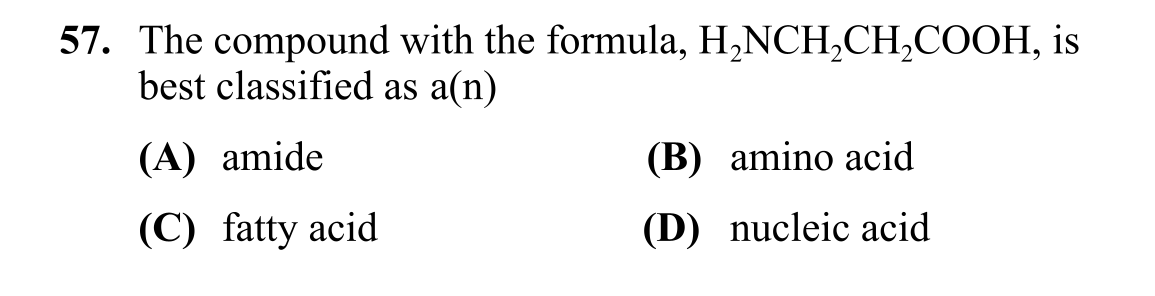 57. The compound with the formula, H₂NCH₂CH₂COOH, is
best classified as a(n)
(A) amide (B) amino acid
(C) fatty acid (D) nucleic acid